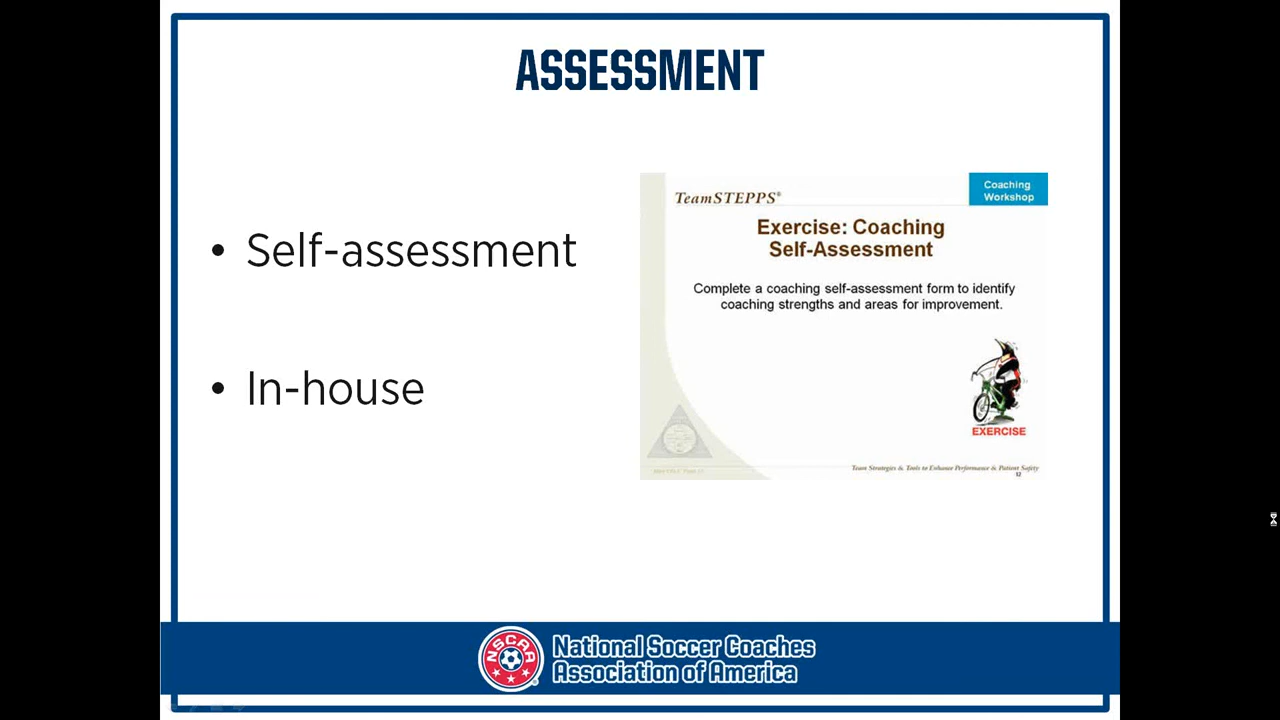 ASSESSMENT
• Self-assessment
• In-house
TeamSTEPPS®
Coaching
Workshop
Exercise: Coaching
Self-Assessment
Complete a coaching self-assessment form to identify
coaching strengths and areas for improvement.
EXERCISE
Team Strategies & Tools to Enhance Performance & Patient Safety
12
NSCAA
National Soccer Coaches
Association of America